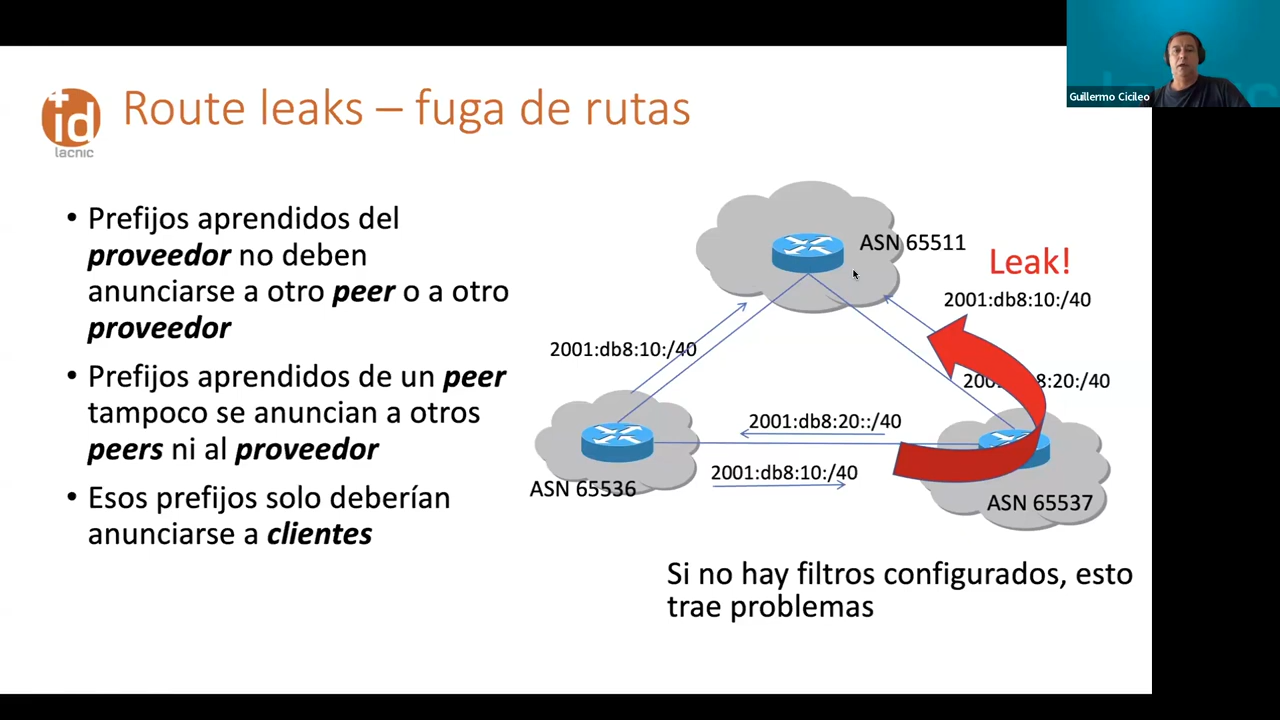 Guillermo Cicileo
id
lacnic
Route leaks – fuga de rutas
• Prefijos aprendidos del
proveedor no deben
anunciarse a otro peer o a otro
proveedor
• Prefijos aprendidos de un peer
tampoco se anuncian a otros
peers ni al proveedor
• Esos prefijos solo deberían
anunciarse a clientes
ASN 65511
Leak!
2001:db8:10:/40
2001:db8:10:/40
8:20:/40
2001:db8:20::/40
2001:db8:10:/40
ASN 65536
ASN 65537
Si no hay filtros configurados, esto
trae problemas